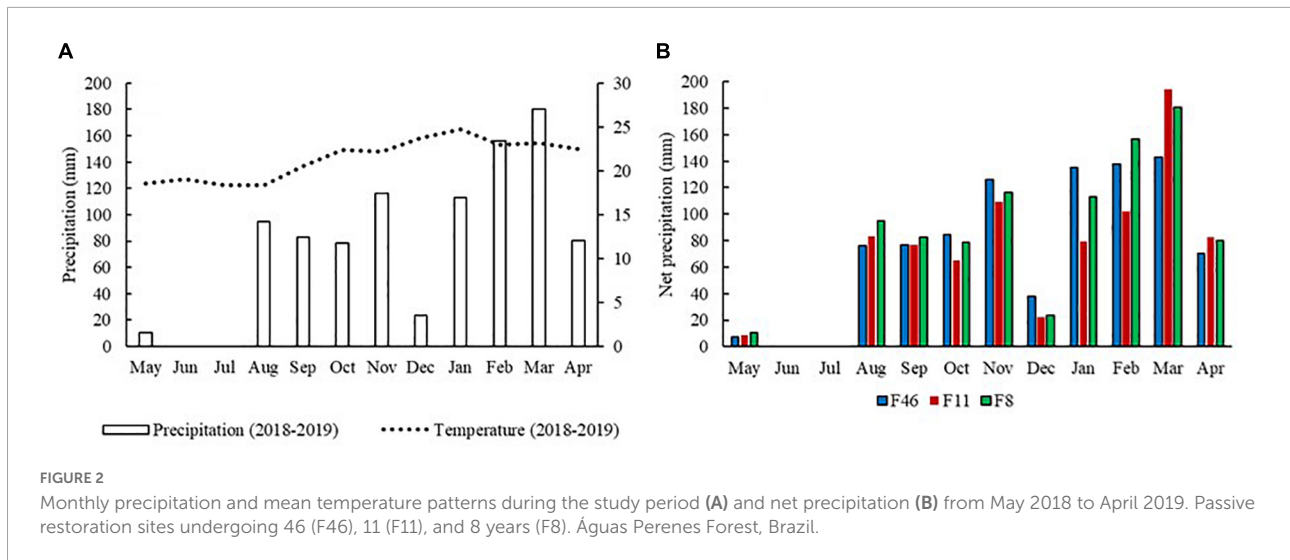 A
B
200
180
160
140
120
100
80
60
40
20
0
Precipitation (mm)
30
25
20
15
10
5
0
May Jun Jul Aug Sep Oct Nov Dec Jan Feb Mar Apr
Precipitation (2018-2019) Temperature (2018-2019)
200
180
160
140
120
100
80
60
40
20
0
Net precipitation (mm)
May Jun Jul Aug Sep Oct Nov Dec Jan Feb Mar Apr
F46 F11 F8
FIGURE 2
Monthly precipitation and mean temperature patterns during the study period (A) and net precipitation (B) from May 2018 to April 2019. Passive
restoration sites undergoing 46 (F46), 11 (F11), and 8 years (F8). Águas Perenes Forest, Brazil.